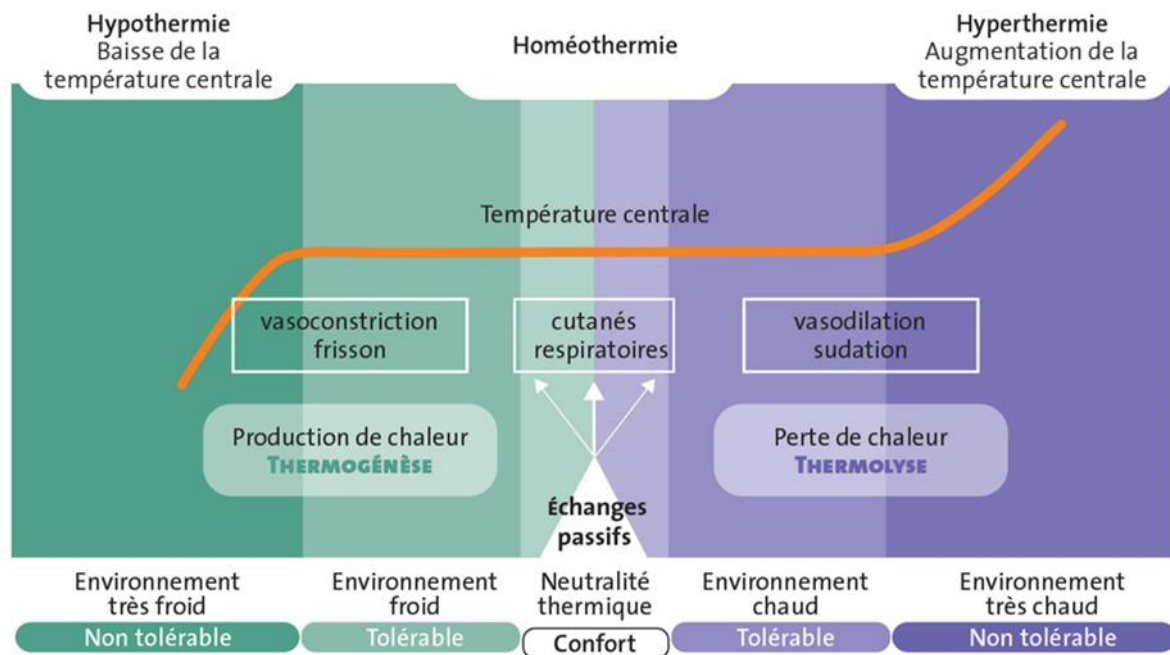 Hypothermie
Baisse de la
température centrale
Homéothermie
Hyperthermie
Augmentation de la
température centrale
Température centrale
vasoconstriction
frisson
cutanés
respiratoires
vasodilation
sudation
Production de chaleur
THERMOGÉNÈSE
Perte de chaleur
THERMOLYSE
Échanges
passifs
Environnement
très froid
Environnement
froid
Neutralité
thermique
Environnement
chaud
Environnement
très chaud
Non tolérable
Tolérable
Confort
Tolérable
Non tolérable